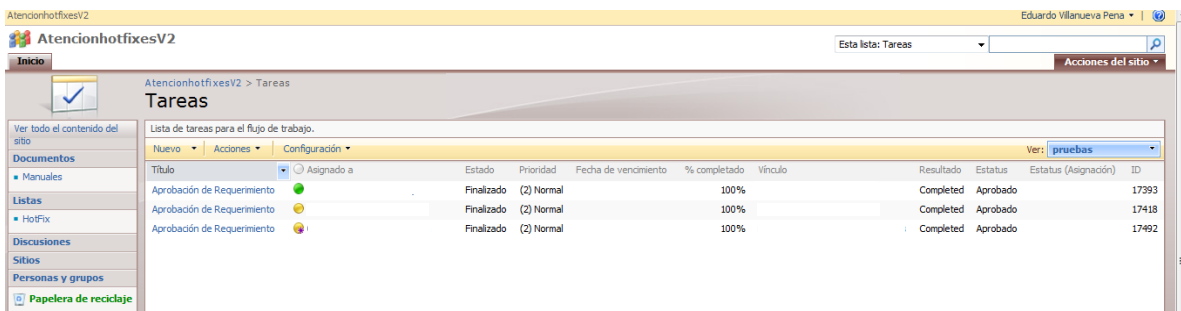 AtencionhotfixesV2 Eduardo Villanueva Pena
AtencionhotfixesV2 Esta lista: Tareas
Inicio Acciones del sitio
AtencionhotfixesV2 > Tareas
Tareas
Ver todo el contenido del sitio
Lista de tareas para el flujo de trabajo.
Nuevo Acciones Configuración Ver: pruebas
Documentos
Manuales
Listas
HotFix
Discusiones
Sitios
Personas y grupos
Papelera de reciclaje
Título Asignado a Estado Prioridad Fecha de vencimiento % completado Vínculo Resultado Estatus Estatus (Asignación) ID
Aprobación de Requerimiento Finalizado (2) Normal 100% Completed Aprobado 17393
Aprobación de Requerimiento Finalizado (2) Normal 100% Completed Aprobado 17418
Aprobación de Requerimiento Finalizado (2) Normal 100% Completed Aprobado 17492